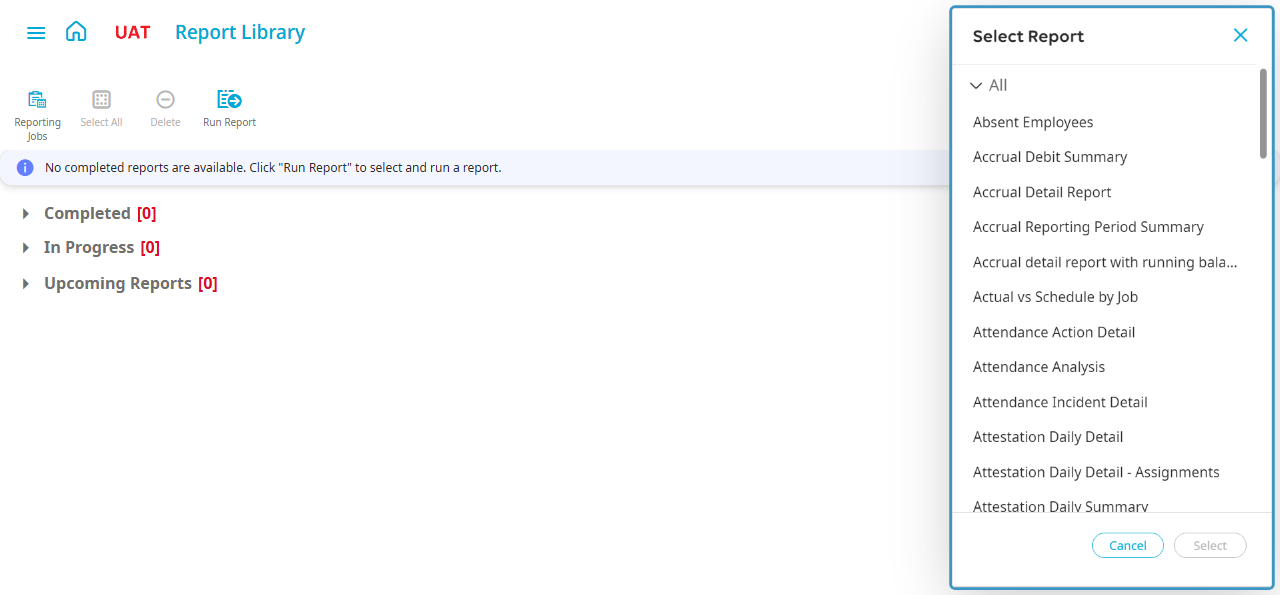 UAT
Report Library
Reporting
Jobs
Select All
Delete
Run Report
No completed reports are available. Click "Run Report" to select and run a report.
Completed [0]
In Progress [0]
Upcoming Reports [0]
Select Report
All
Absent Employees
Accrual Debit Summary
Accrual Detail Report
Accrual Reporting Period Summary
Accrual detail report with running bala...
Actual vs Schedule by Job
Attendance Action Detail
Attendance Analysis
Attendance Incident Detail
Attestation Daily Detail
Attestation Daily Detail - Assignments
Attestation Daily Summary
Cancel
Select